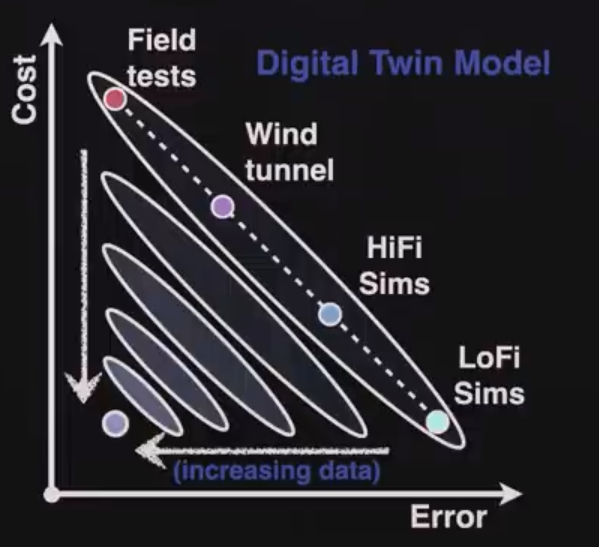 Field
tests
Digital Twin Model
Cost
Wind
tunnel
HiFi
Sims
LoFi
Sims
(increasing data)
Error